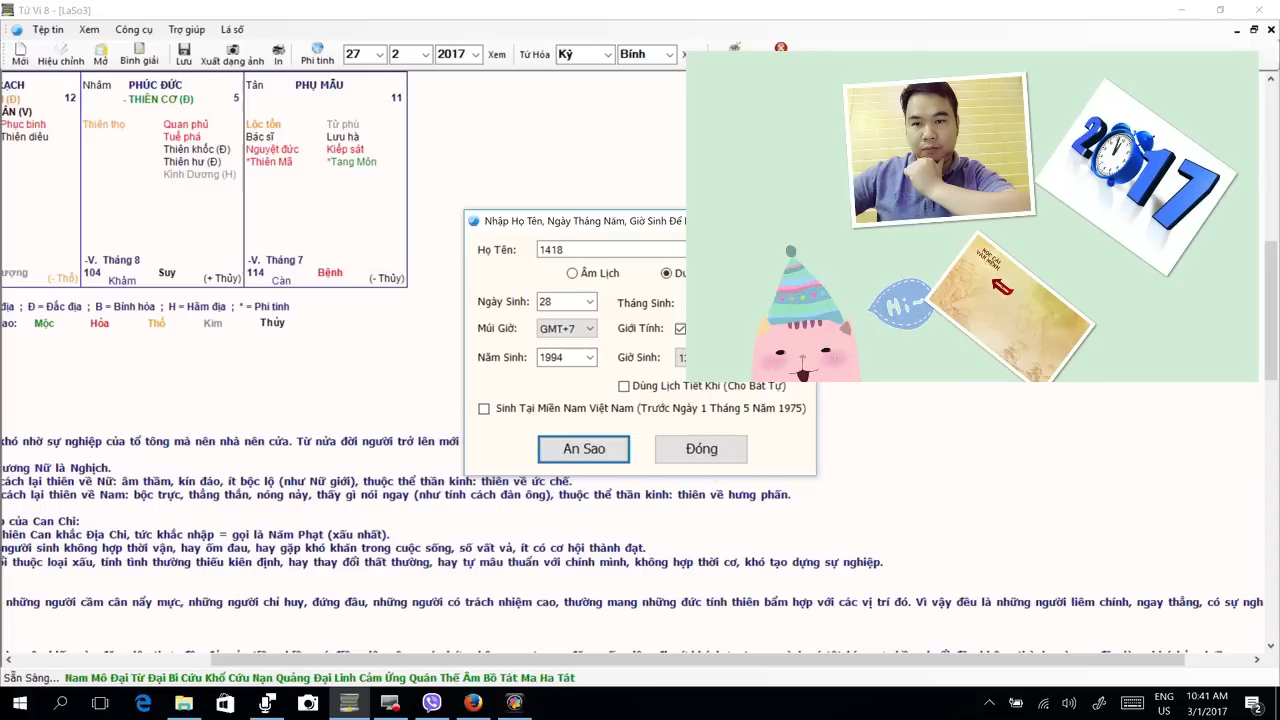 Tử Vi 8 - [LaSo3]
Tệp tin Xem Công cụ Trợ giúp Lá số
Mới Hiệu chỉnh Mở Bình giải Lưu Xuất dạng ảnh In Phi tinh 27 2 2017 Xem Tứ Hóa Kỷ Bính
Nhâm PHÚC ĐỨC Tân PHỤ MẪU
(Đ) 12 - THIÊN CƠ (Đ) 5 11
(V)
Phục binh Thiên thọ Quan phủ Lộc tồn Tử phù
Thiên diêu Tuế phá Bác sĩ Lưu hà
Thiên khốc (Đ) Nguyệt đức Kiếp sát
Thiên hư (Đ) *Thiên Mã *Tang Môn
Kình Dương (H)
-V. Tháng 8 -V. Tháng 7
(- Thổ) 104 Suy (+ Thủy) 114 Bệnh (- Thủy)
Khảm Càn
địa ; Đ = Đắc địa ; B = Bình hòa ; H = Hãm địa ; * = Phi tinh
ao: Mộc Hỏa Thổ Kim Thủy
Nhập Họ Tên, Ngày Tháng Năm, Giờ Sinh Để
Họ Tên: 1418
Âm Lịch
Ngày Sinh: 28 Tháng Sinh:
Múi Giờ: GMT+7 Giới Tính:
Năm Sinh: 1994 Giờ Sinh:
Dùng Lịch Tiết Khí (Cho Bát Tự)
Sinh Tại Miền Nam Việt Nam (Trước Ngày 1 Tháng 5 Năm 1975)
An Sao Đóng
2017
Hi~
khó nhờ sự nghiệp của tổ tông mà nên nhà nên cửa. Từ nửa đời người trở lên mới
ương Nữ là Nghịch.
cách lại thiên về Nữ: âm thầm, kín đáo, ít bộc lộ (như Nữ giới), thuộc thể thần kinh: thiên về ức chế.
cách lại thiên về Nam: bộc trực, thẳng thắn, nóng nảy, thấy gì nói ngay (như tính cách đàn ông), thuộc thể thần kinh: thiên về hưng phấn.
p của Can Chi:
hiên Can khắc Địa Chi, tức khắc nhập = gọi là Năm Phạt (xấu nhất).
người sinh không hợp thời vận, hay ốm đau, hay gặp khó khăn trong cuộc sống, số vất vả, ít có cơ hội thành đạt.
ối thuộc loại xấu, tính tình thường thiếu kiên định, hay thay đổi thất thường, hay tự mâu thuẫn với chính mình, không hợp thời cơ, khó tạo dựng sự nghiệp.
những người cầm cân nẩy mực, những người chỉ huy, đứng đầu, những người có trách nhiệm cao, thường mang những đức tính thiên bẩm hợp với các vị trí đó. Vì vậy đều là những người liêm chính, ngay thẳng, có sự ngh
Sẵn Sàng... Nam Mô Đại Từ Đại Bi Cứu Khổ Cứu Nạn Quảng Đại Linh Cảm Ứng Quán Thế Âm Bồ Tát Ma Ha Tát
ENG 10:41 AM
US 3/1/2017